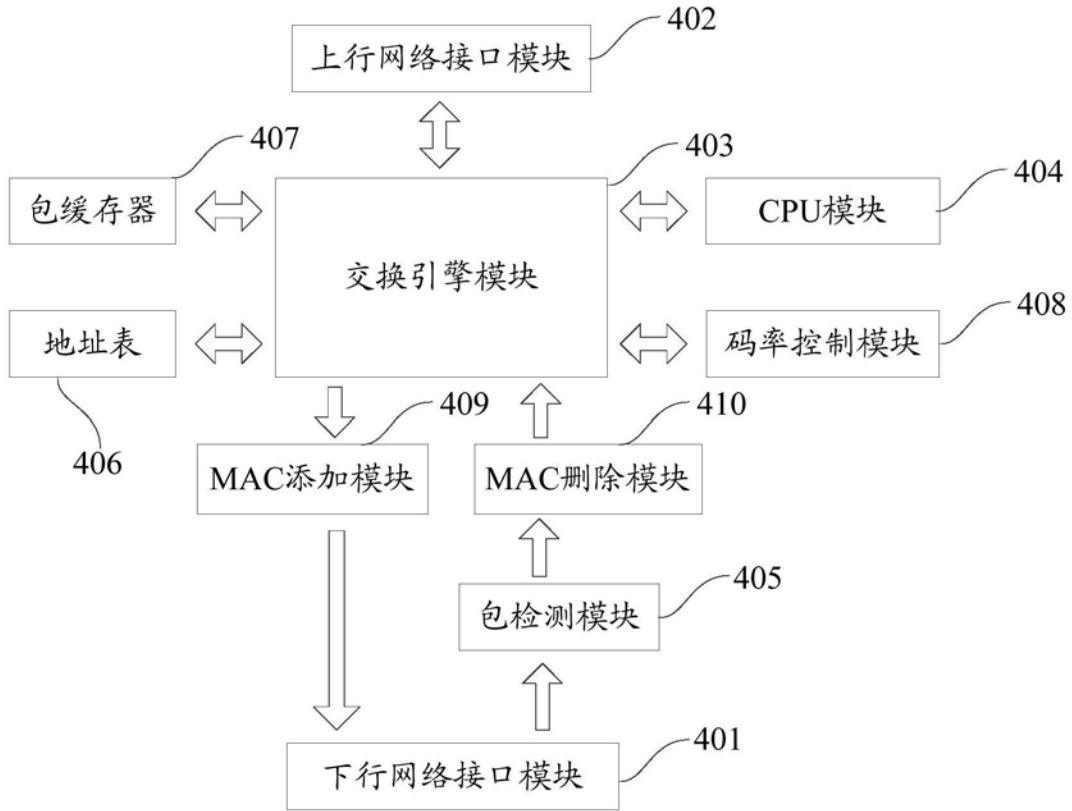 402
上行网络接口模块
407
403
404
包缓存器
CPU模块
交换引擎模块
地址表
408
码率控制模块
409
410
406
MAC添加模块
MAC删除模块
405
包检测模块
401
下行网络接口模块